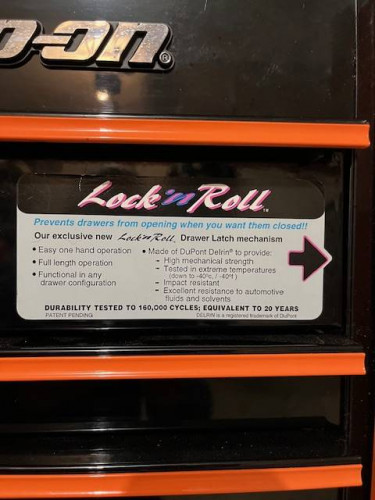 p-on®
Lock'n Roll™
Prevents drawers from opening when you want them closed!!
Our exclusive new Lock'n Roll™ Drawer Latch mechanism
• Easy one hand operation
• Full length operation
• Functional in any
drawer configuration
• Made of DuPont Delrin® to provide:
- High mechanical strength
- Tested in extreme temperatures
(down to -40°c, / -40°f )
- Impact resistant
- Excellent resistance to automotive
fluids and solvents
DURABILITY TESTED TO 160,000 CYCLES; EQUIVALENT TO 20 YEARS
PATENT PENDING
DELRIN is a registered trademark of DuPont